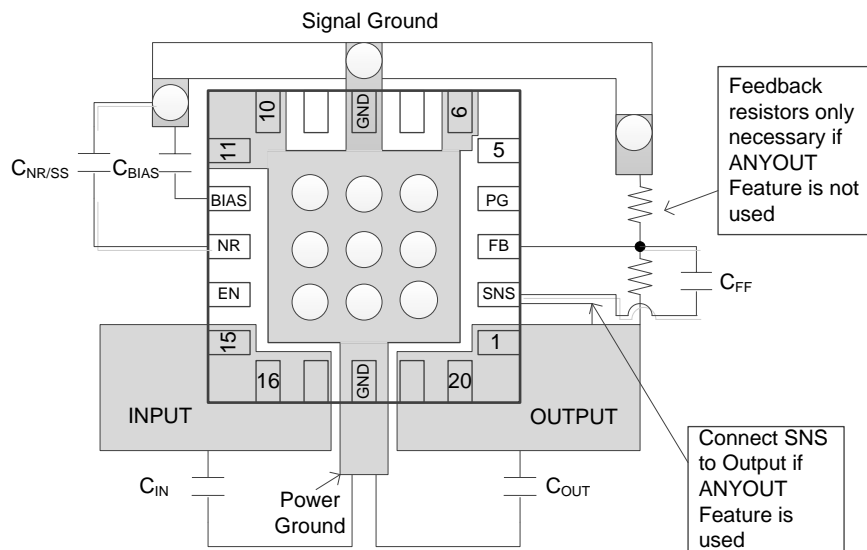 Signal Ground
Feedback
resistors only
necessary if
ANYOUT
Feature is not
used
10
GND
6
11
5
CNR/SS
CBIAS
BIAS
PG
NR
FB
EN
SNS
CFF
15
1
16
GND
20
INPUT
OUTPUT
Connect SNS
to Output if
ANYOUT
Feature is
used
CIN
Power
Ground
COUT